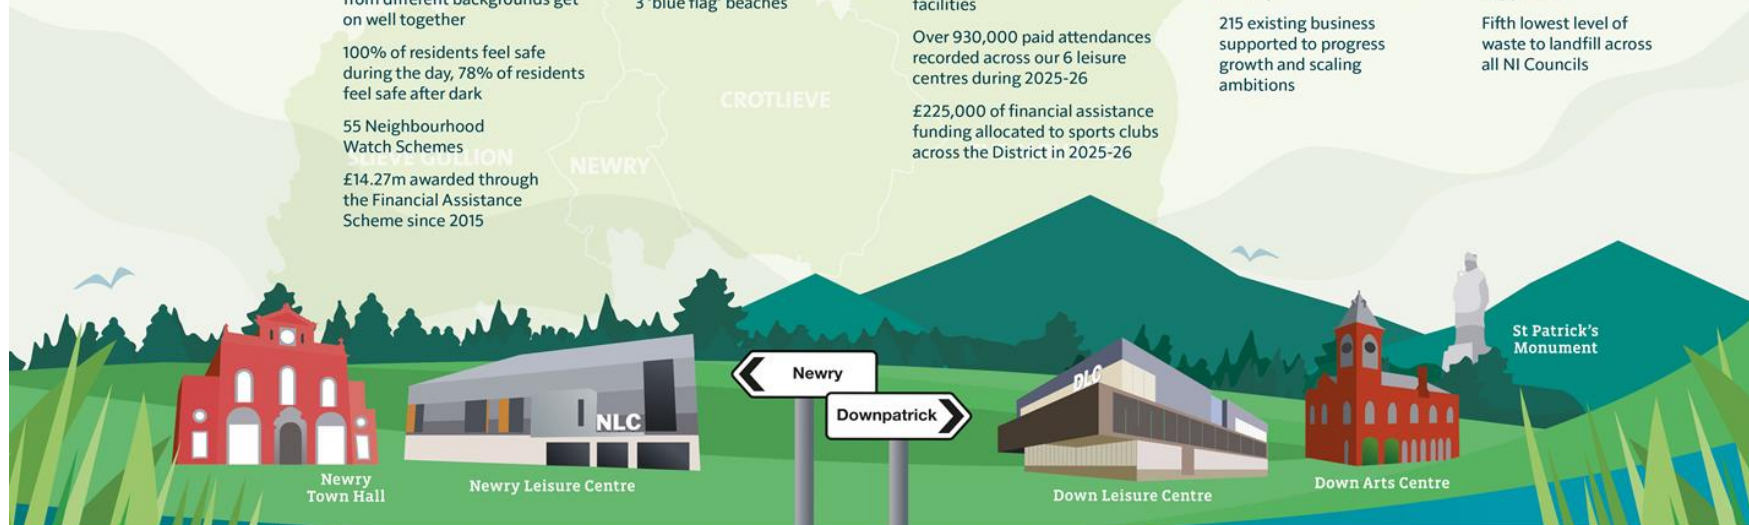 from different backgrounds get
on well together
100% of residents feel safe
during the day, 78% of residents
feel safe after dark
55 Neighbourhood
Watch Schemes
£14.27m awarded through
the Financial Assistance
Scheme since 2015
3 'blue flag' beaches
facilities
Over 930,000 paid attendances
recorded across our 6 leisure
centres during 2025-26
£225,000 of financial assistance
funding allocated to sports clubs
across the District in 2025-26
215 existing business
supported to progress
growth and scaling
ambitions
Fifth lowest level of
waste to landfill across
all NI Councils
CROTLIEVE
SLIEVE GULLION
NEWRY
St Patrick's
Monument
Newry
Downpatrick
NLC
DLC
Newry
Town Hall
Newry Leisure Centre
Down Leisure Centre
Down Arts Centre